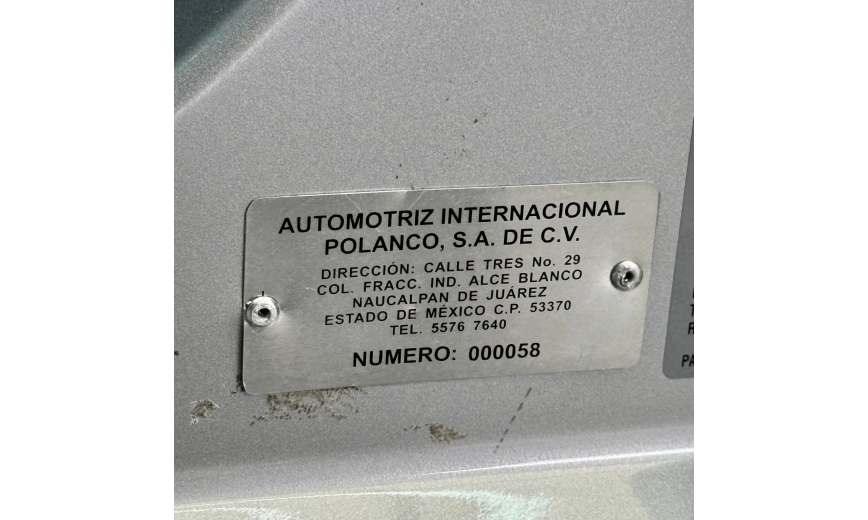 AUTOMOTRIZ INTERNACIONAL
POLANCO, S.A. DE C.V.
DIRECCIÓN: CALLE TRES No. 29
COL. FRACC. IND. ALCE BLANCO
NAUCALPAN DE JUÁREZ
ESTADO DE MÉXICO C.P. 53370
TEL. 5576 7640
NUMERO: 000058